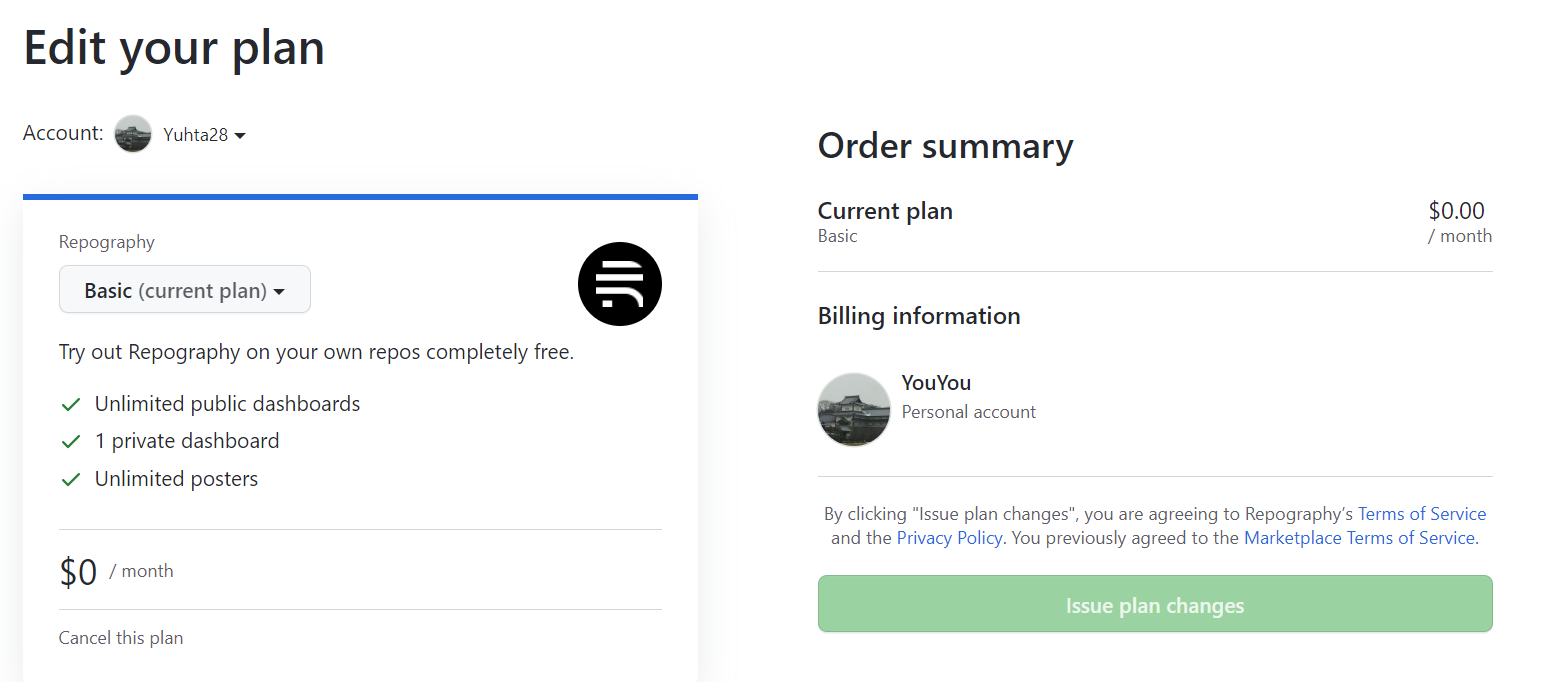 Edit your plan
Account: Yuhta28
Repography
Basic (current plan)
Try out Repography on your own repos completely free.
Unlimited public dashboards
1 private dashboard
Unlimited posters
$0 / month
Cancel this plan
Order summary
Current plan $0.00
Basic / month
Billing information
YouYou
Personal account
By clicking "Issue plan changes", you are agreeing to Repography’s Terms of Service
and the Privacy Policy. You previously agreed to the Marketplace Terms of Service.
Issue plan changes